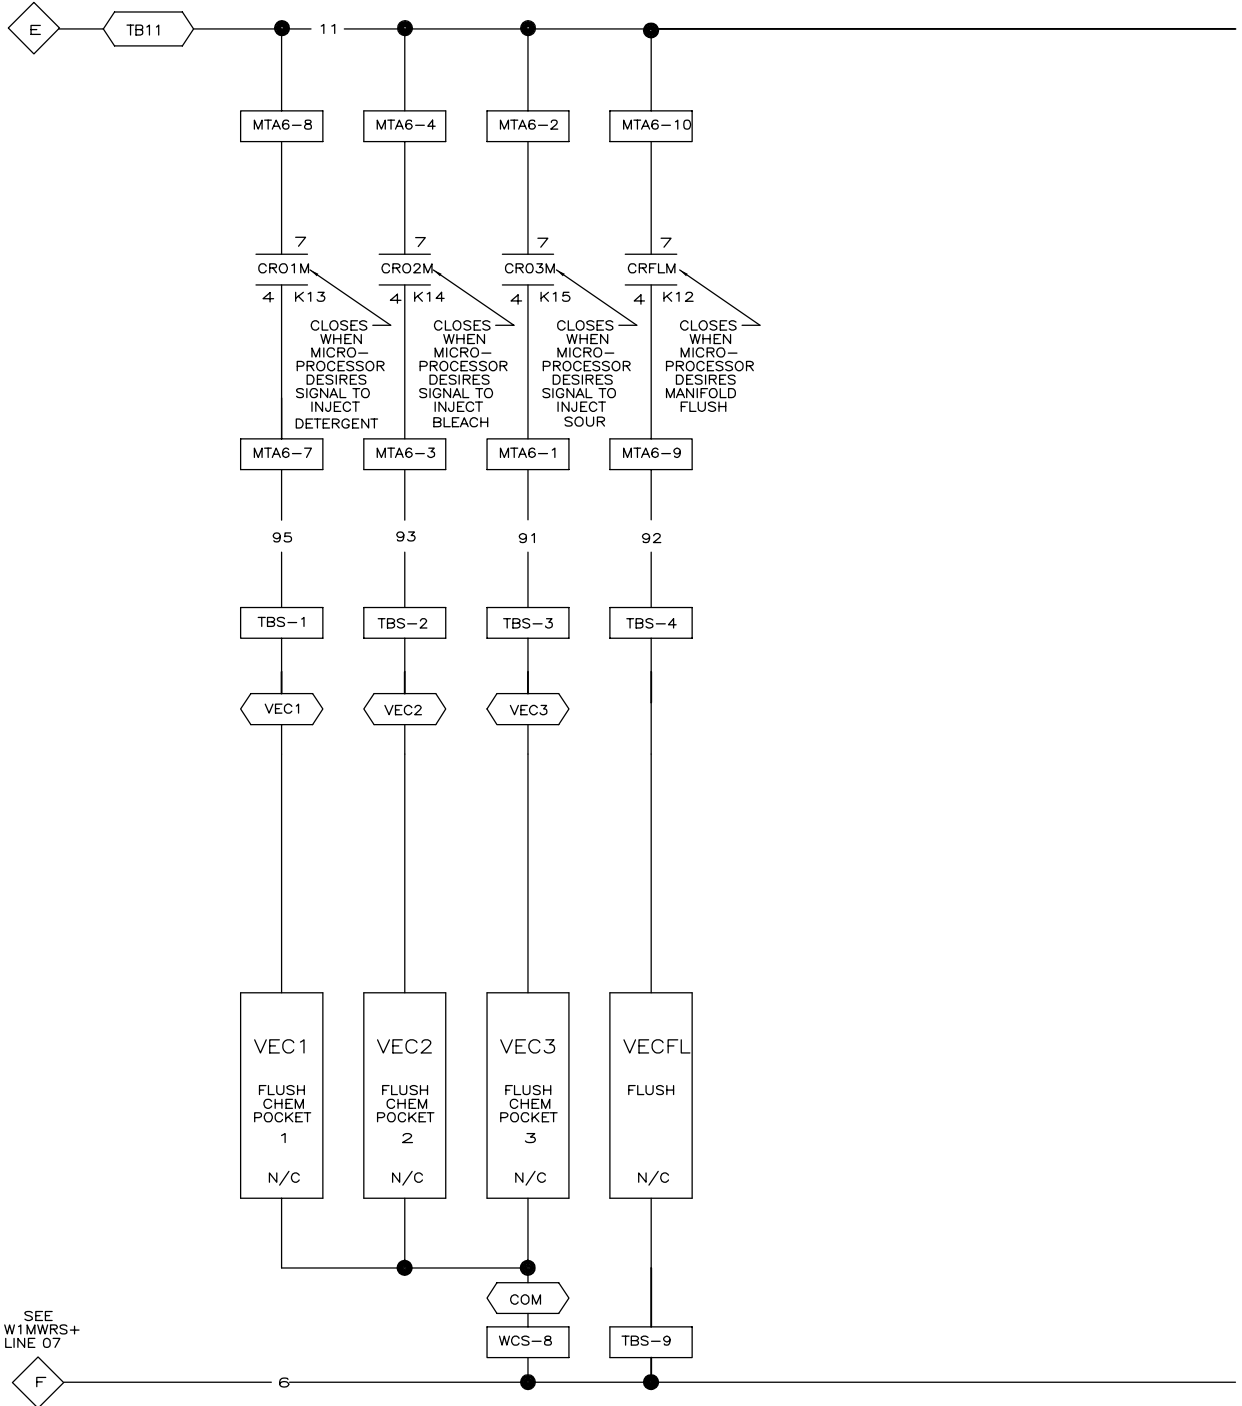 E
TB11
11
MTA6-8
MTA6-4
MTA6-2
MTA6-10
7
7
7
7
CR01M
CR02M
CR03M
CRFLM
4 K13
4 K14
4 K15
4 K12
CLOSES
WHEN
MICRO-
PROCESSOR
DESIRES
SIGNAL TO
INJECT
DETERGENT
CLOSES
WHEN
MICRO-
PROCESSOR
DESIRES
SIGNAL TO
INJECT
BLEACH
CLOSES
WHEN
MICRO-
PROCESSOR
DESIRES
SIGNAL TO
INJECT
SOUR
CLOSES
WHEN
MICRO-
PROCESSOR
DESIRES
MANIFOLD
FLUSH
MTA6-7
MTA6-3
MTA6-1
MTA6-9
95
93
91
92
TBS-1
TBS-2
TBS-3
TBS-4
VEC1
VEC2
VEC3
VEC1
FLUSH
CHEM
POCKET
1
N/C
VEC2
FLUSH
CHEM
POCKET
2
N/C
VEC3
FLUSH
CHEM
POCKET
3
N/C
VECFL
FLUSH
N/C
COM
SEE
W1MWRS+
LINE 07
WCS-8
TBS-9
F
6